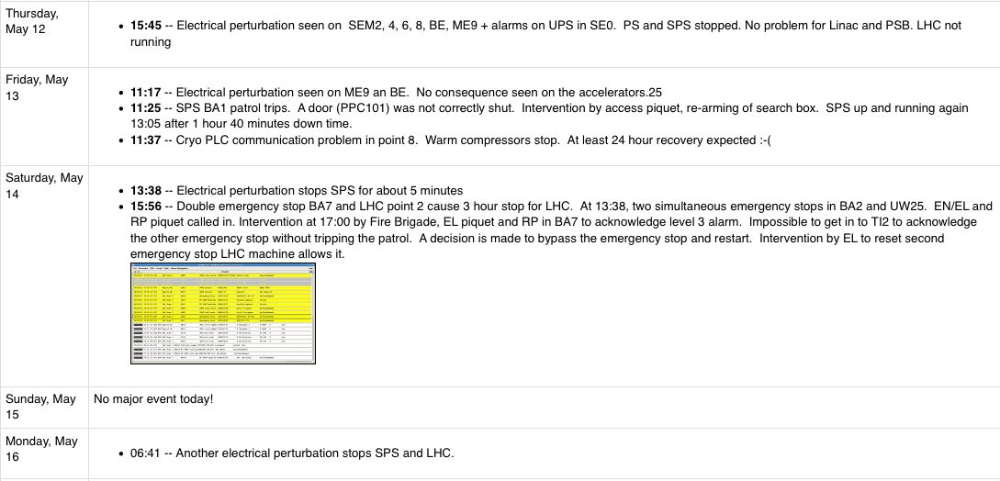 Thursday,
May 12
• 15:45 -- Electrical perturbation seen on  SEM2, 4, 6, 8, BE, ME9 + alarms on UPS in SE0.  PS and SPS stopped. No problem for Linac and PSB. LHC not
running
Friday, May
13
• 11:17 -- Electrical perturbation seen on ME9 an BE.  No consequence seen on the accelerators.25
• 11:25 -- SPS BA1 patrol trips.  A door (PPC101) was not correctly shut.  Intervention by access piquet, re-arming of search box.  SPS up and running again
13:05 after 1 hour 40 minutes down time.
• 11:37 -- Cryo PLC communication problem in point 8.  Warm compressors stop.  At least 24 hour recovery expected :-(
Saturday, May
14
• 13:38 -- Electrical perturbation stops SPS for about 5 minutes
• 15:56 -- Double emergency stop BA7 and LHC point 2 cause 3 hour stop for LHC.  At 13:38, two simultaneous emergency stops in BA2 and UW25.  EN/EL and
RP piquet called in. Intervention at 17:00 by Fire Brigade, EL piquet and RP in BA7 to acknowledge level 3 alarm.  Impossible to get in to TI2 to acknowledge
the other emergency stop without tripping the patrol.  A decision is made to bypass the emergency stop and restart.  Intervention by EL to reset second
emergency stop LHC machine allows it.
Sunday, May
15
No major event today!
Monday, May
16
• 06:41 -- Another electrical perturbation stops SPS and LHC.